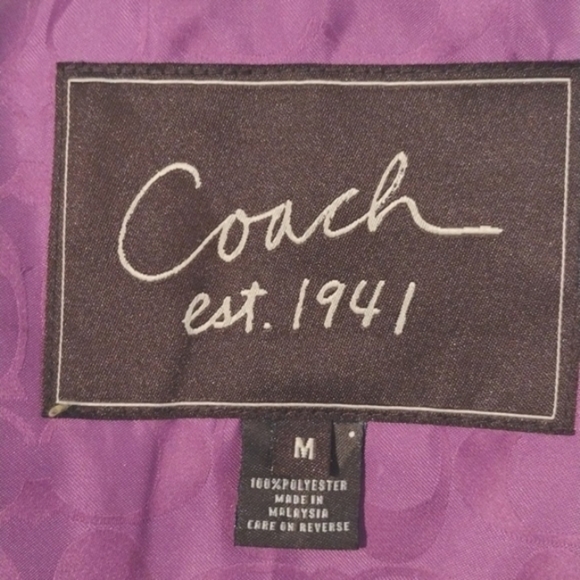 Coach
est. 1941
M
100%POLYESTER
MADE IN
MALAYSIA
CARE ON REVERSE